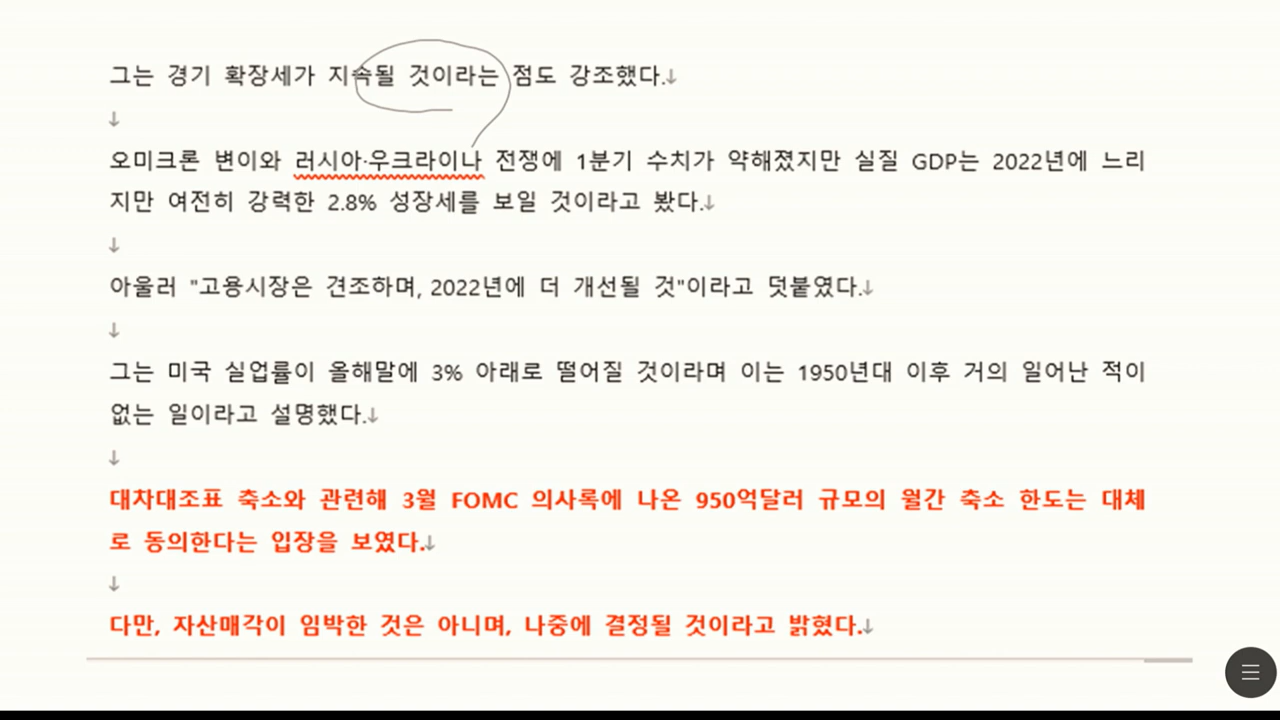 그는 경기 확장세가 지속될 것이라는 점도 강조했다.↓
↓
오미크론 변이와 러시아·우크라이나 전쟁에 1분기 수치가 약해졌지만 실질 GDP는 2022년에 느리
지만 여전히 강력한 2.8% 성장세를 보일 것이라고 봤다.↓
↓
아울러 "고용시장은 견조하며, 2022년에 더 개선될 것"이라고 덧붙였다.↓
↓
그는 미국 실업률이 올해말에 3% 아래로 떨어질 것이라며 이는 1950년대 이후 거의 일어난 적이
없는 일이라고 설명했다.↓
↓
대차대조표 축소와 관련해 3월 FOMC 의사록에 나온 950억달러 규모의 월간 축소 한도는 대체
로 동의한다는 입장을 보였다.↓
↓
다만, 자산매각이 임박한 것은 아니며, 나중에 결정될 것이라고 밝혔다.↓